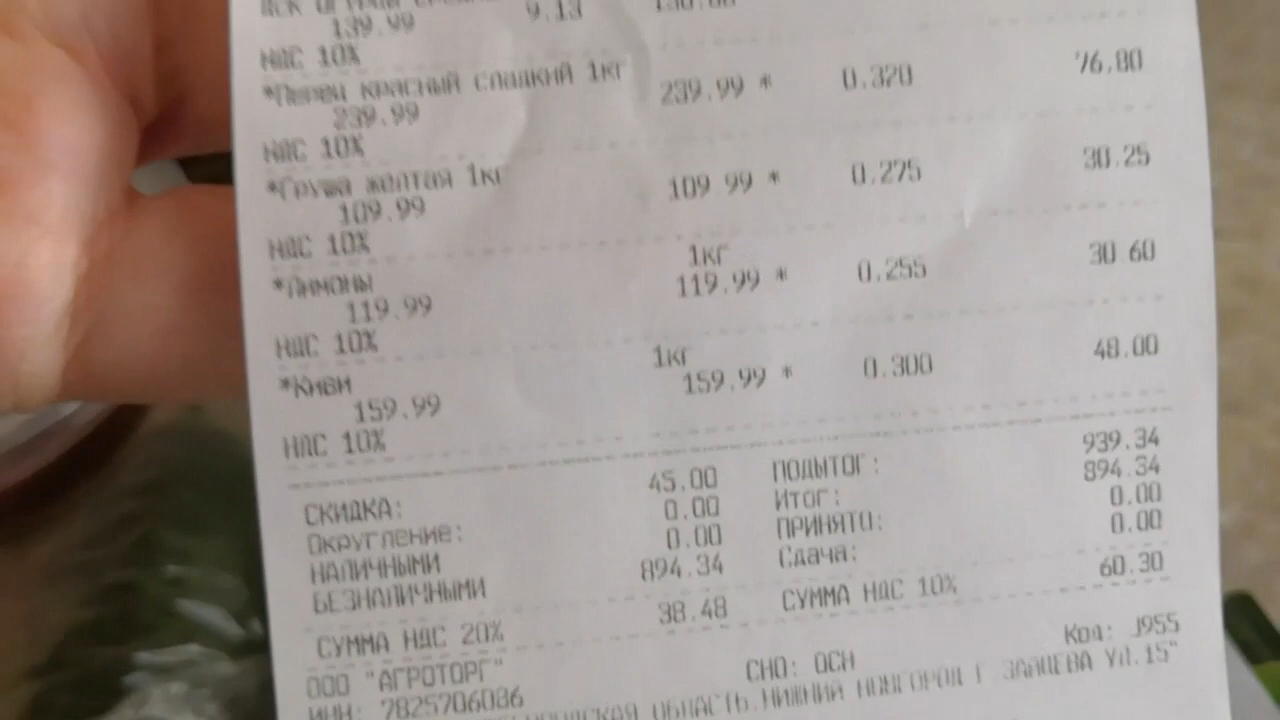 139.99 9.13
НДС 10%
*Перец красный сладкий 1кг
239.99 239.99 * 0.320 76.80
НДС 10%
*Груша желтая 1кг
109.99 109 99 * 0.275 30.25
НДС 10%
*Лимоны 1кг
119.99 119.99 * 0.255 30 60
НДС 10%
*Киви 1кг
159.99 159.99 * 0.300 48.00
НДС 10%
СКИДКА: 45.00 ПОДЫТОГ: 939.34
Округление: 0.00 Итог: 894.34
НАЛИЧНЫМИ 0.00 ПРИНЯТО: 0.00
БЕЗНАЛИЧНЫМИ 894.34 Сдача: 0.00
СУММА НДС 20% 38.48 СУММА НДС 10% 60.30
ООО "АГРОТОРГ" СНО: ОСН Код: J955
ИНН: 7825706086
НИЖНИЙ НОВГОРОД Г ЗАЙЦЕВА Ул.15"